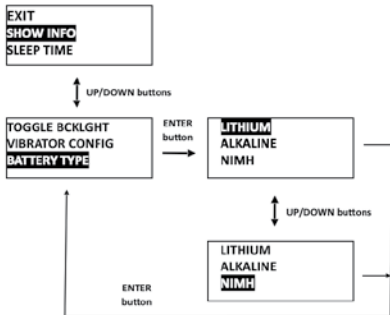 EXIT
SHOW INFO
SLEEP TIME
UP/DOWN buttons
TOGGLE BCKLGHT
VIBRATOR CONFIG
BATTERY TYPE
ENTER
button
LITHIUM
ALKALINE
NIMH
UP/DOWN buttons
LITHIUM
ALKALINE
NIMH
ENTER
button